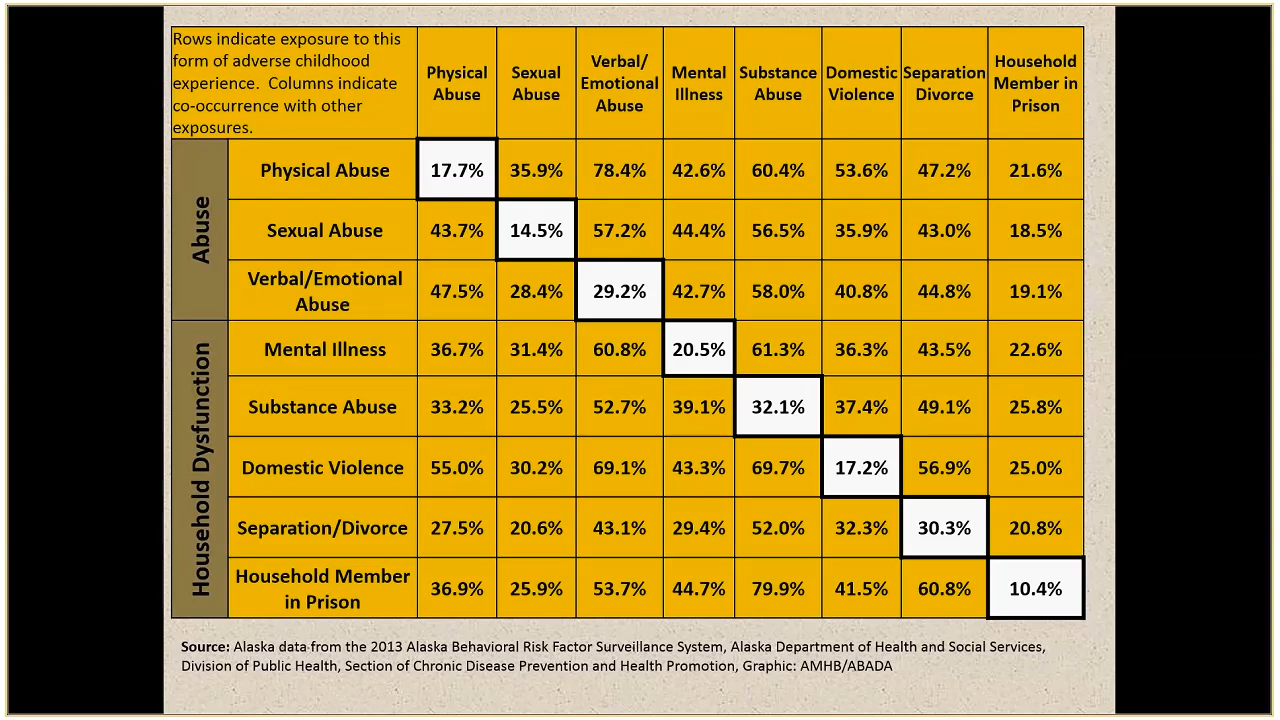 Rows indicate exposure to this
form of adverse childhood
experience. Columns indicate
co-occurrence with other
exposures.
Physical
Abuse
Sexual
Abuse
Verbal/
Emotional
Abuse
Mental
Illness
Substance
Abuse
Domestic
Violence
Separation
Divorce
Household
Member in
Prison
Abuse
Physical Abuse 17.7% 35.9% 78.4% 42.6% 60.4% 53.6% 47.2% 21.6%
Sexual Abuse 43.7% 14.5% 57.2% 44.4% 56.5% 35.9% 43.0% 18.5%
Verbal/Emotional
Abuse
47.5% 28.4% 29.2% 42.7% 58.0% 40.8% 44.8% 19.1%
Household Dysfunction
Mental Illness 36.7% 31.4% 60.8% 20.5% 61.3% 36.3% 43.5% 22.6%
Substance Abuse 33.2% 25.5% 52.7% 39.1% 32.1% 37.4% 49.1% 25.8%
Domestic Violence 55.0% 30.2% 69.1% 43.3% 69.7% 17.2% 56.9% 25.0%
Separation/Divorce 27.5% 20.6% 43.1% 29.4% 52.0% 32.3% 30.3% 20.8%
Household Member
in Prison
36.9% 25.9% 53.7% 44.7% 79.9% 41.5% 60.8% 10.4%
Source: Alaska data from the 2013 Alaska Behavioral Risk Factor Surveillance System, Alaska Department of Health and Social Services,
Division of Public Health, Section of Chronic Disease Prevention and Health Promotion, Graphic: AMHB/ABADA